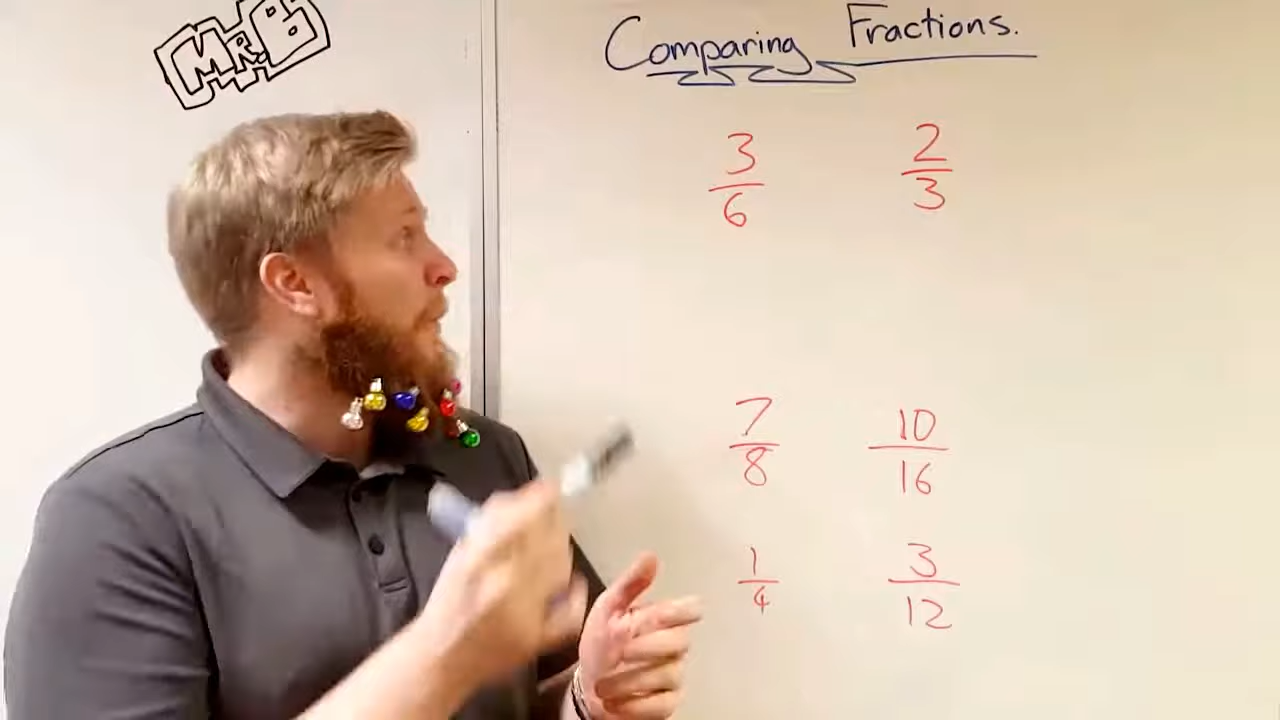 MR.B
Comparing Fractions.
3/6 2/3
7/8 10/16
1/4 3/12